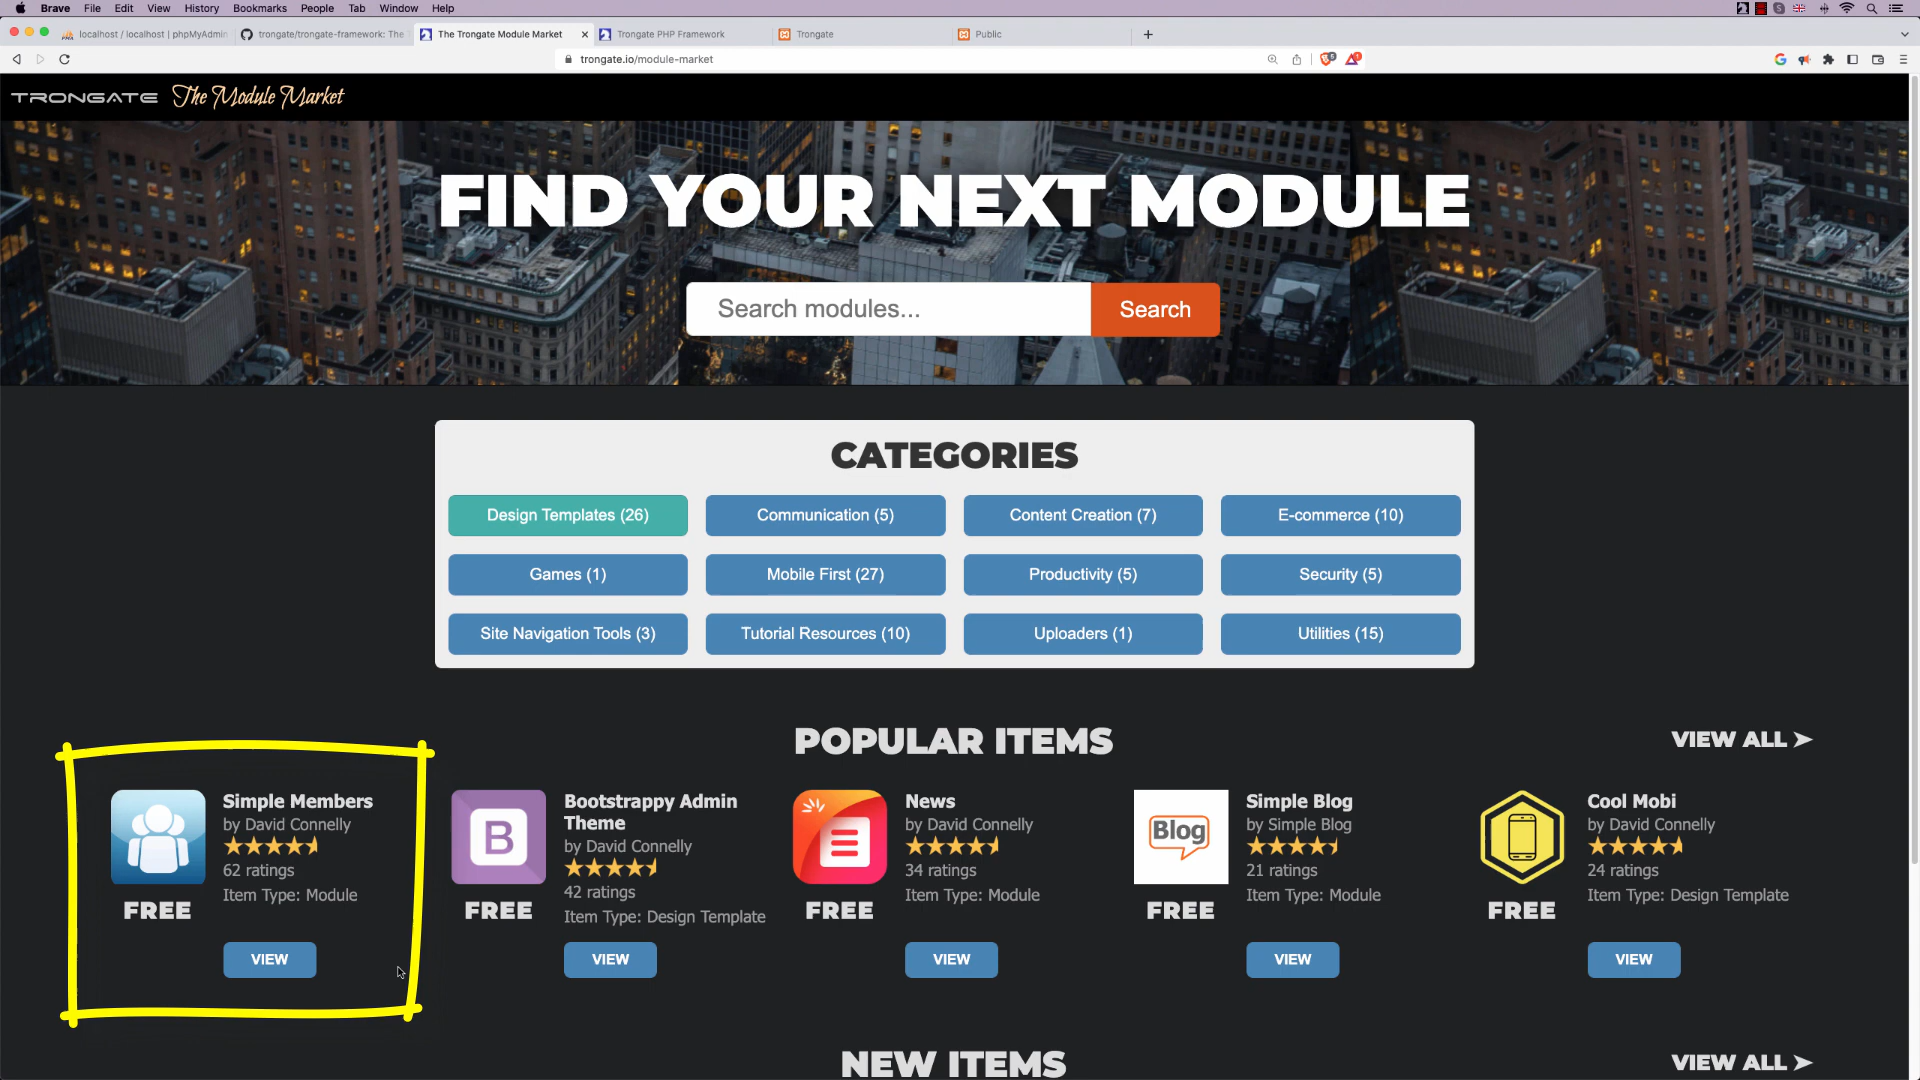 Brave File Edit View History Bookmarks People Tab Window Help
localhost / localhost | phpMyAdmin
trongate/trongate-framework: The
The Trongate Module Market
Trongate PHP Framework
Trongate
Public
trongate.io/module-market
TRONGATE The Module Market
FIND YOUR NEXT MODULE
Search modules... Search
CATEGORIES
Design Templates (26) Communication (5) Content Creation (7) E-commerce (10)
Games (1) Mobile First (27) Productivity (5) Security (5)
Site Navigation Tools (3) Tutorial Resources (10) Uploaders (1) Utilities (15)
POPULAR ITEMS
VIEW ALL ➤
Simple Members
by David Connelly
62 ratings
Item Type: Module
FREE
VIEW
B
Bootstrappy Admin
Theme
by David Connelly
42 ratings
Item Type: Design Template
FREE
VIEW
News
by David Connelly
34 ratings
Item Type: Module
FREE
VIEW
Blog
Simple Blog
by Simple Blog
21 ratings
Item Type: Module
FREE
VIEW
Cool Mobi
by David Connelly
24 ratings
Item Type: Design Template
FREE
VIEW
NEW ITEMS
VIEW ALL ➤